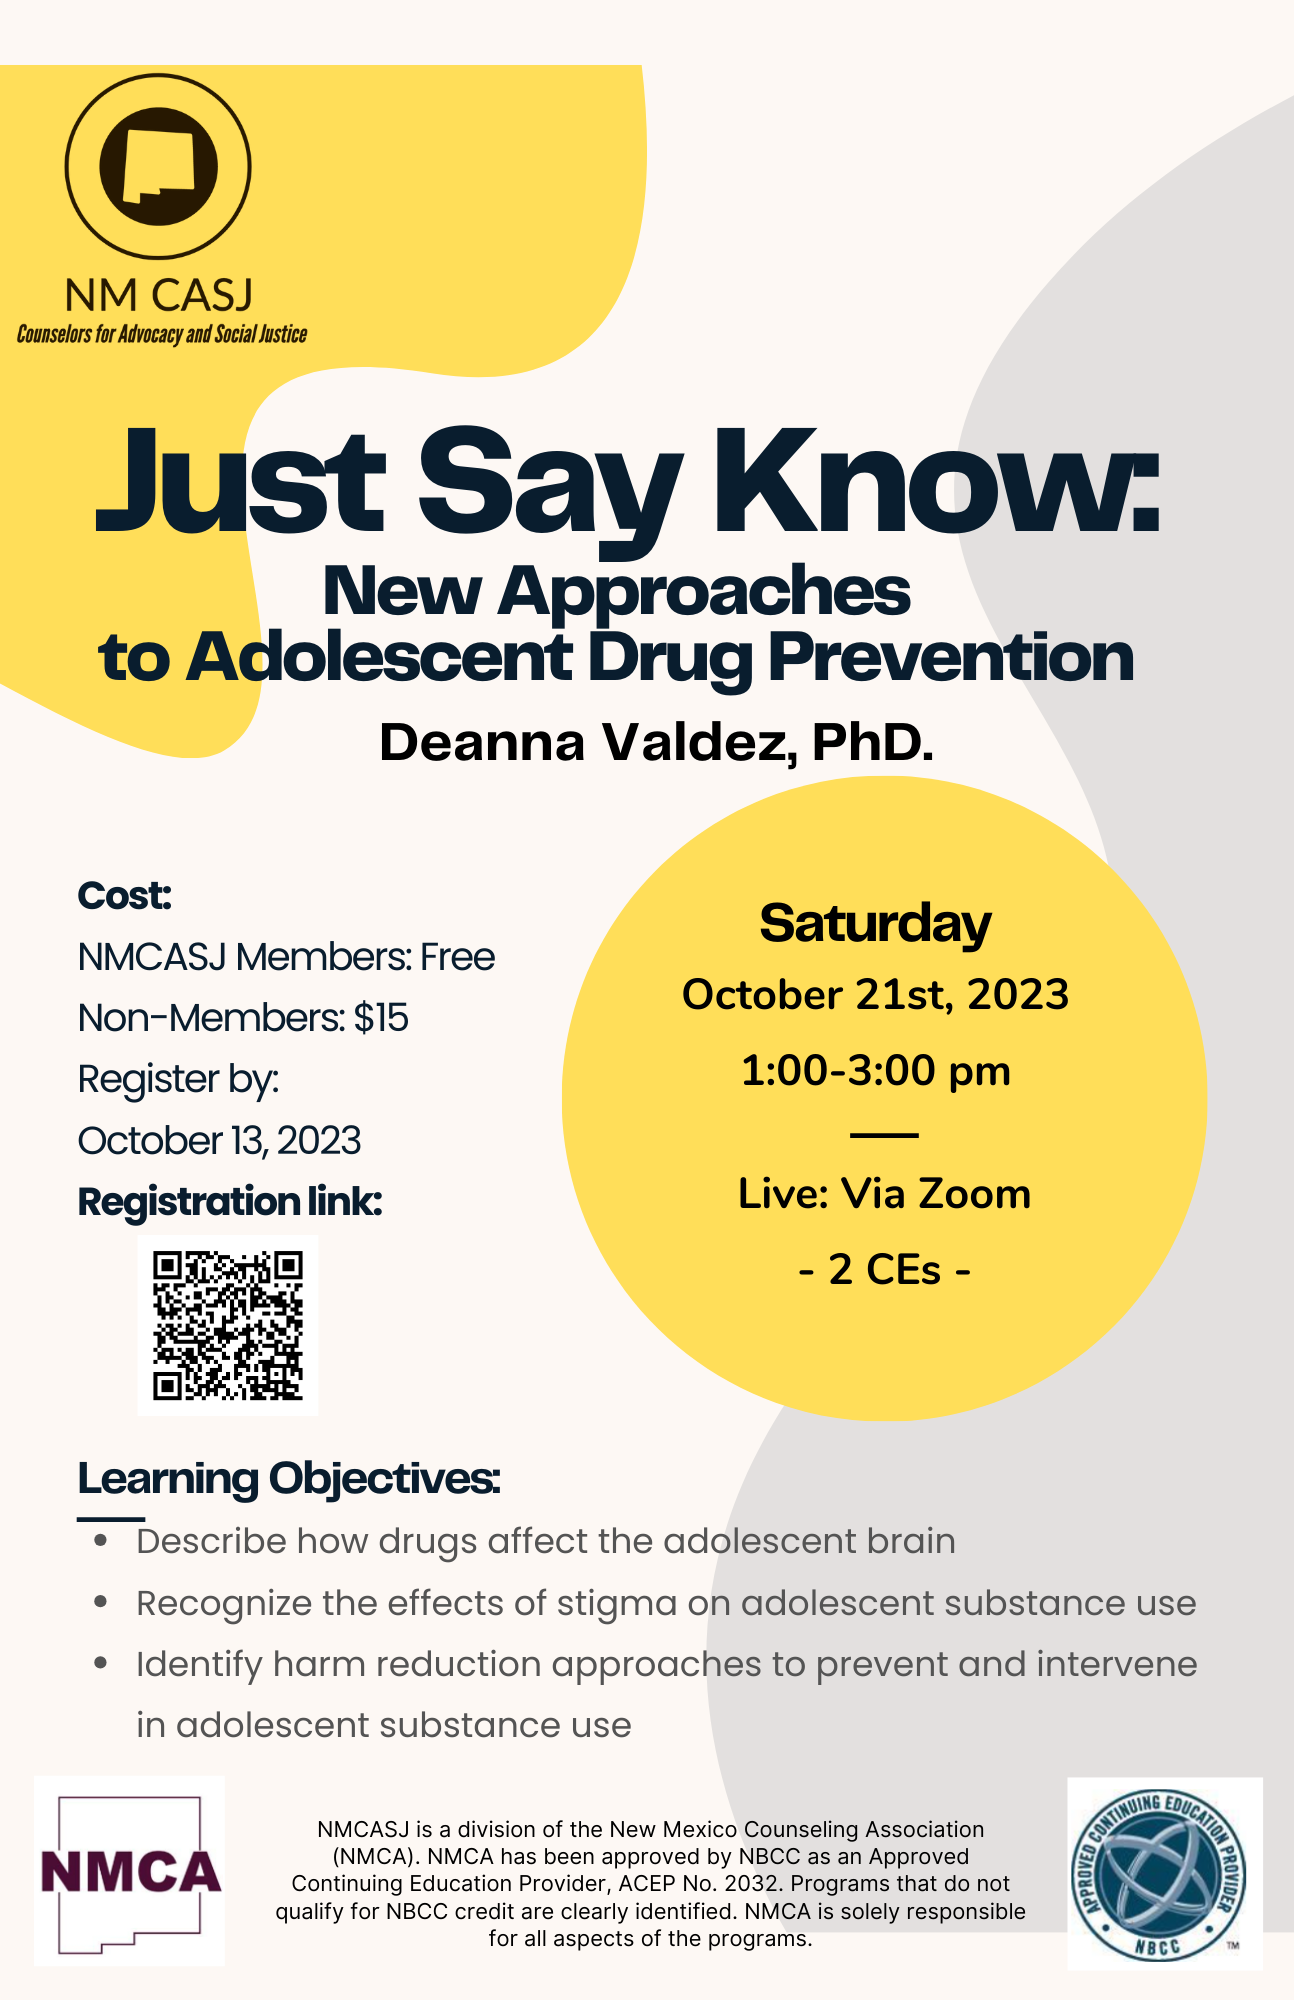 NM CASJ
Counselors for Advocacy and Social Justice
Just Say Know:
New Approaches
to Adolescent Drug Prevention
Deanna Valdez, PhD.
Cost:
NMCASJ Members: Free
Non-Members: $15
Register by:
October 13, 2023
Registration link:
Saturday
October 21st, 2023
1:00-3:00 pm
Live: Via Zoom
- 2 CEs -
Learning Objectives:
• Describe how drugs affect the adolescent brain
• Recognize the effects of stigma on adolescent substance use
• Identify harm reduction approaches to prevent and intervene
in adolescent substance use
NMCA
NMCASJ is a division of the New Mexico Counseling Association
(NMCA). NMCA has been approved by NBCC as an Approved
Continuing Education Provider, ACEP No. 2032. Programs that do not
qualify for NBCC credit are clearly identified. NMCA is solely responsible
for all aspects of the programs.
APPROVED CONTINUING EDUCATION PROVIDER
NBCC
TM